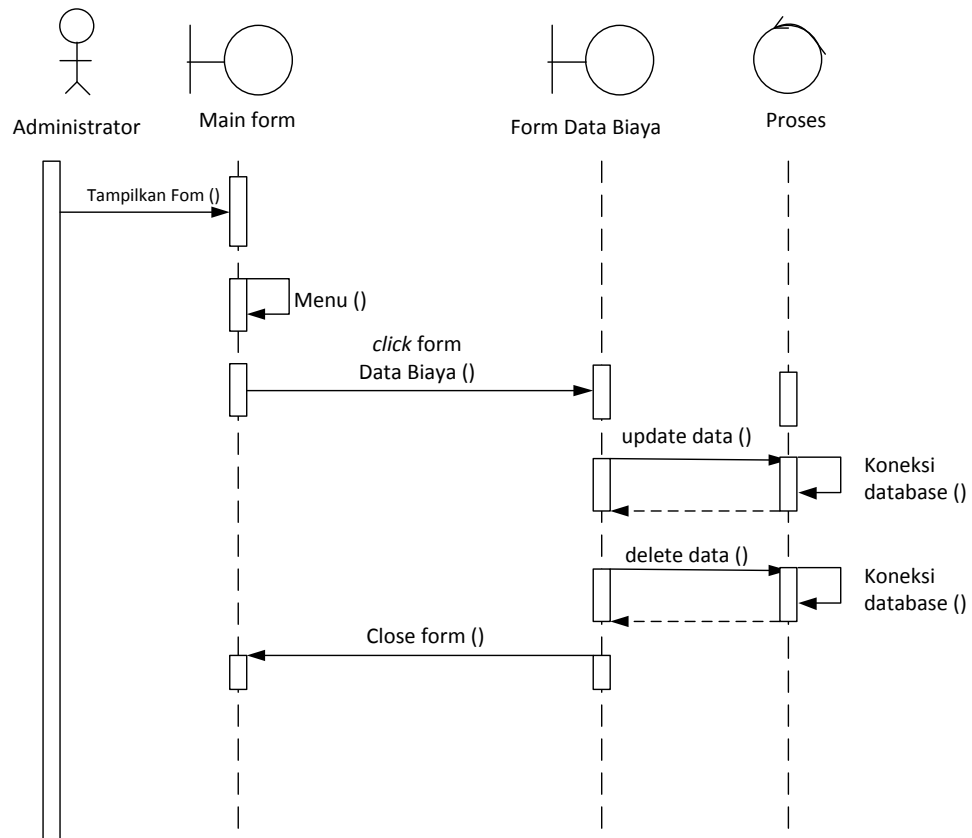 Administrator
Main form
Form Data Biaya
Proses
Tampilkan Fom ()
Menu ()
click form
Data Biaya ()
update data ()
Koneksi
database ()
delete data ()
Koneksi
database ()
Close form ()